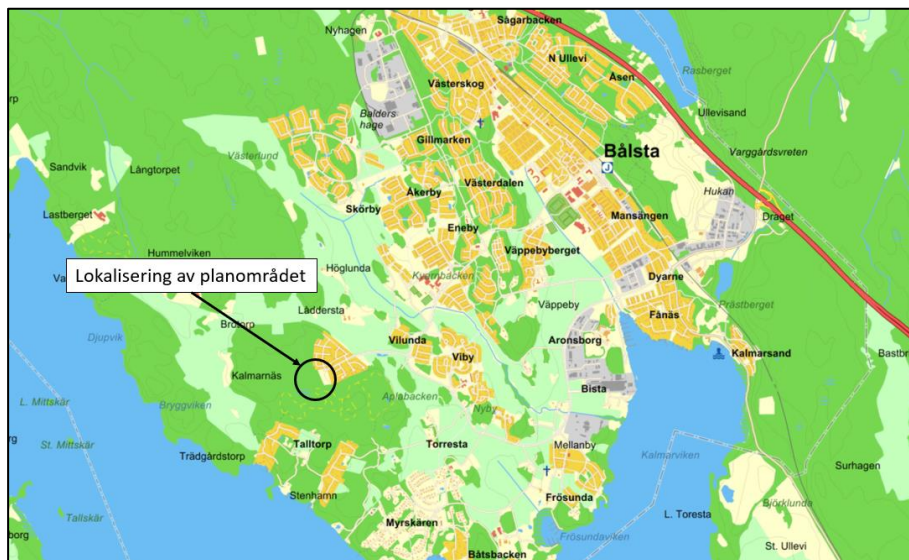 Nyhagen
Sågarbacken
N Ullevi
Åsen
Rasberget
Västerskog
Ullevisand
Balders
hage
Gillmarken
Bålsta
Varggårdsvreten
Västerlund
Sandvik
Långtorpet
Västerdalen
Åkerby
Hukan
Skörby
Mansängen
Draget
Lastberget
Eneby
Hummelviken
Väppebyberget
Höglunda
Lokalisering av planområdet
Kvarnbacken
Dyarne
Väppeby
Prästberget
Låddersta
Fånäs
Brotorp
Djupvik
Vilunda
Aronsborg
Viby
Kalmarsand
Bastbr
Kalmarnäs
Bista
L. Mittskär
Bryggviken
Aplabacken
Nyby
St. Mittskär
Talltorp
Torresta
Mellanby
Kalmarviken
Trädgårdstorp
Surhagen
Stenhamn
Björklunda
Frösunda
L. Toresta
Tallskär
Myrskären
Frösundaviken
St. Ullevi
Båtsbacken